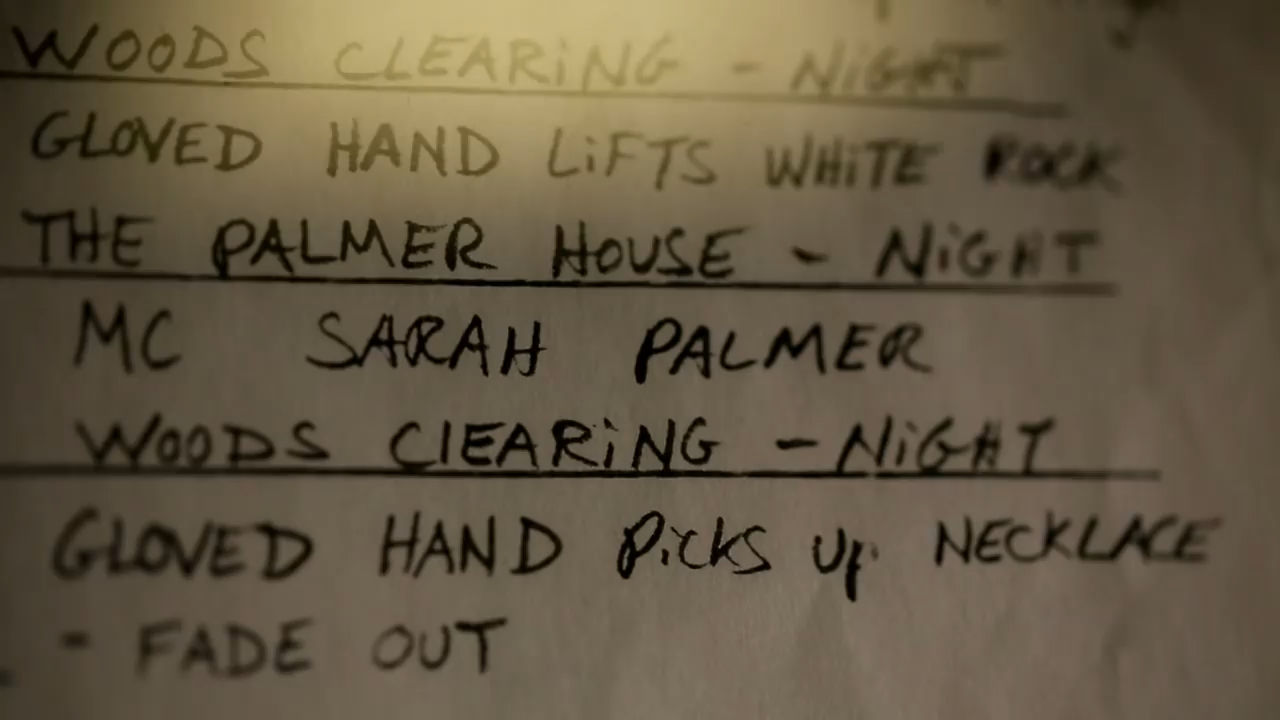 WOODS CLEARiNG - NiGHT
GLOVED HAND LiFTS WHiTE ROCK
THE PALMER HOUSE - NiGHT
MC SARAH PALMER
WOODS ClEARiNG - NiGHT
GLOVED HAND Picks Up NECKLACE
- FADE OUT